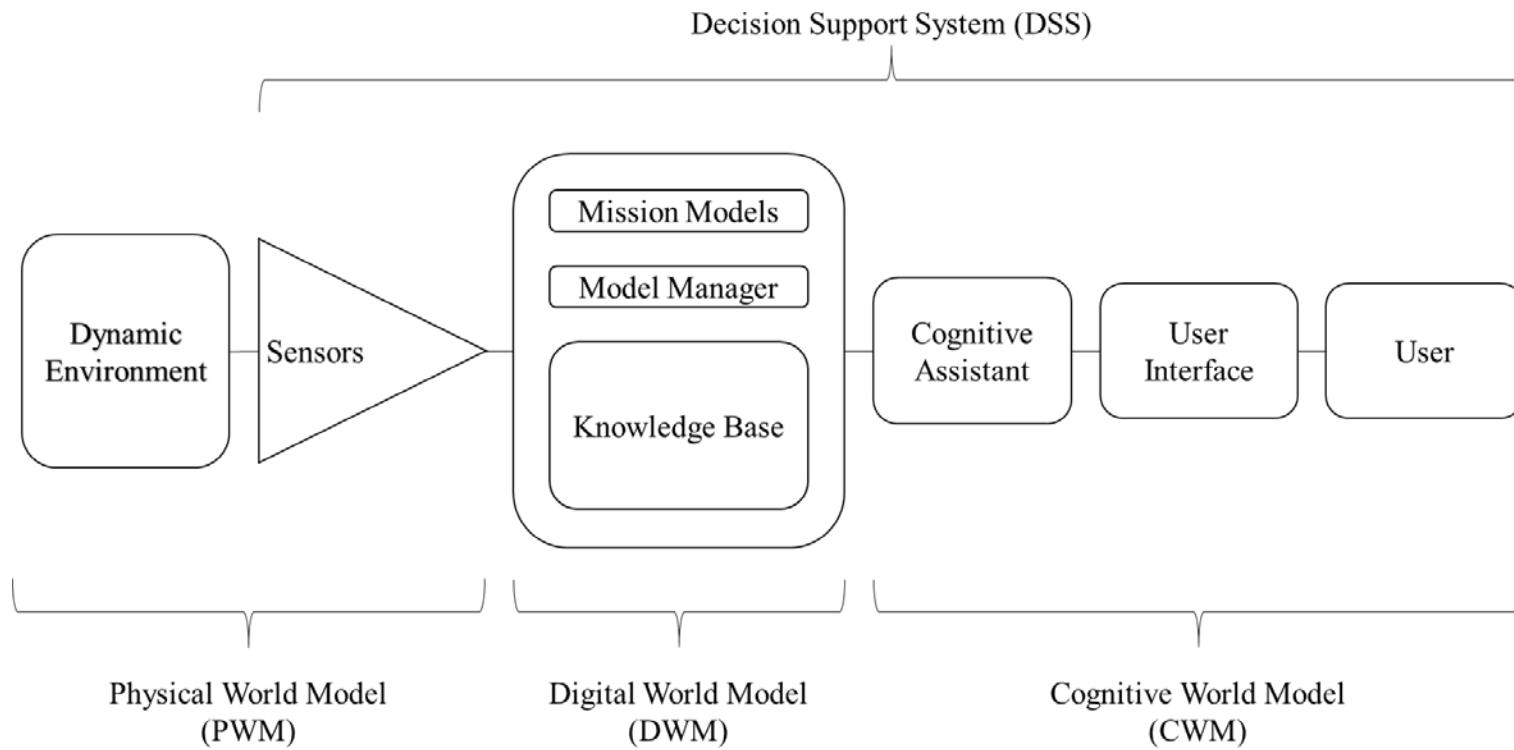 Decision Support System (DSS)
Mission Models
Model Manager
Knowledge Base
Dynamic
Environment
Sensors
Cognitive
Assistant
User
Interface
User
Physical World Model
(PWM)
Digital World Model
(DWM)
Cognitive World Model
(CWM)